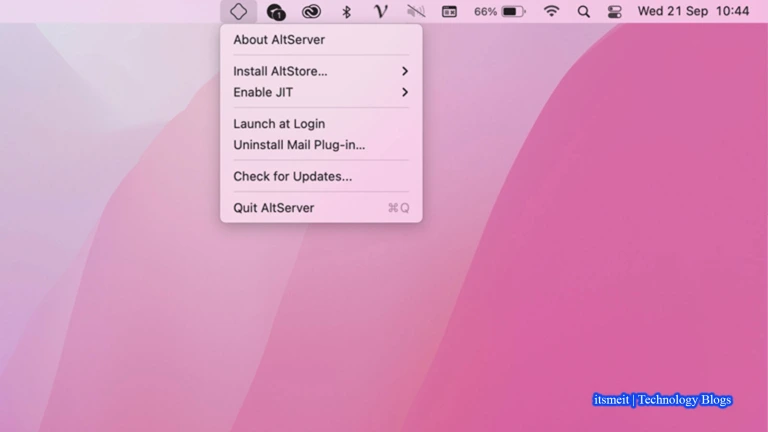 66% Wed 21 Sep 10:44
About AltServer
Install AltStore...
Enable JIT
Launch at Login
Uninstall Mail Plug-in...
Check for Updates...
Quit AltServer ⌘Q
itsmeit | Technology Blogs